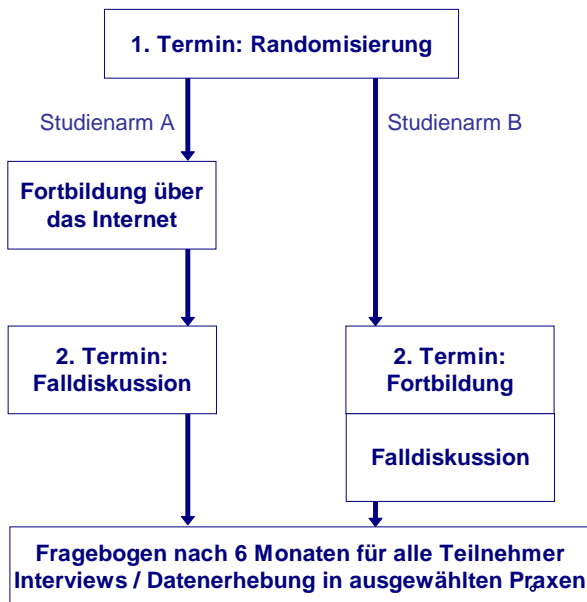 1. Termin: Randomisierung
Studienarm A
Studienarm B
Fortbildung über
das Internet
2. Termin:
Falldiskussion
2. Termin:
Fortbildung
Falldiskussion
Fragebogen nach 6 Monaten für alle Teilnehmer
Interviews / Datenerhebung in ausgewählten Praxen